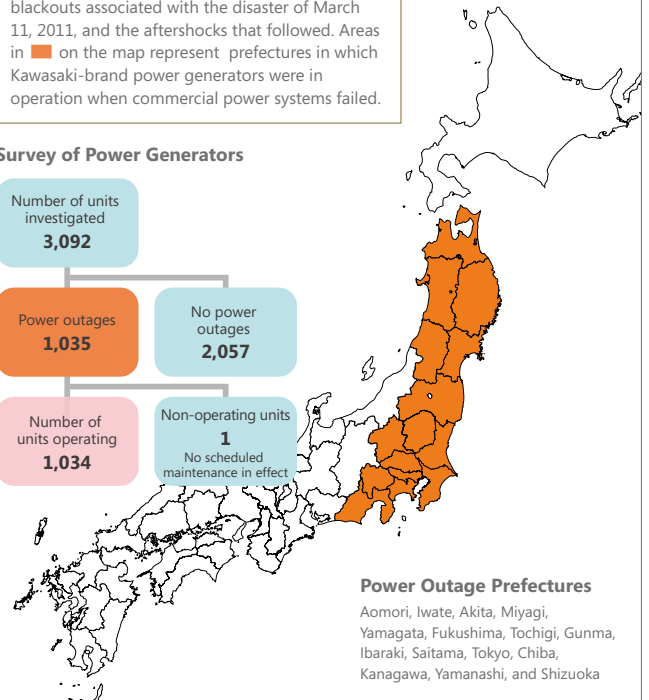 blackouts associated with the disaster of March
11, 2011, and the aftershocks that followed. Areas
in on the map represent prefectures in which
Kawasaki-brand power generators were in
operation when commercial power systems failed.
Survey of Power Generators
Number of units
investigated
3,092
Power outages
1,035
No power
outages
2,057
Number of
units operating
1,034
Non-operating units
1
No scheduled
maintenance in effect
Power Outage Prefectures
Aomori, Iwate, Akita, Miyagi,
Yamagata, Fukushima, Tochigi, Gunma,
Ibaraki, Saitama, Tokyo, Chiba,
Kanagawa, Yamanashi, and Shizuoka